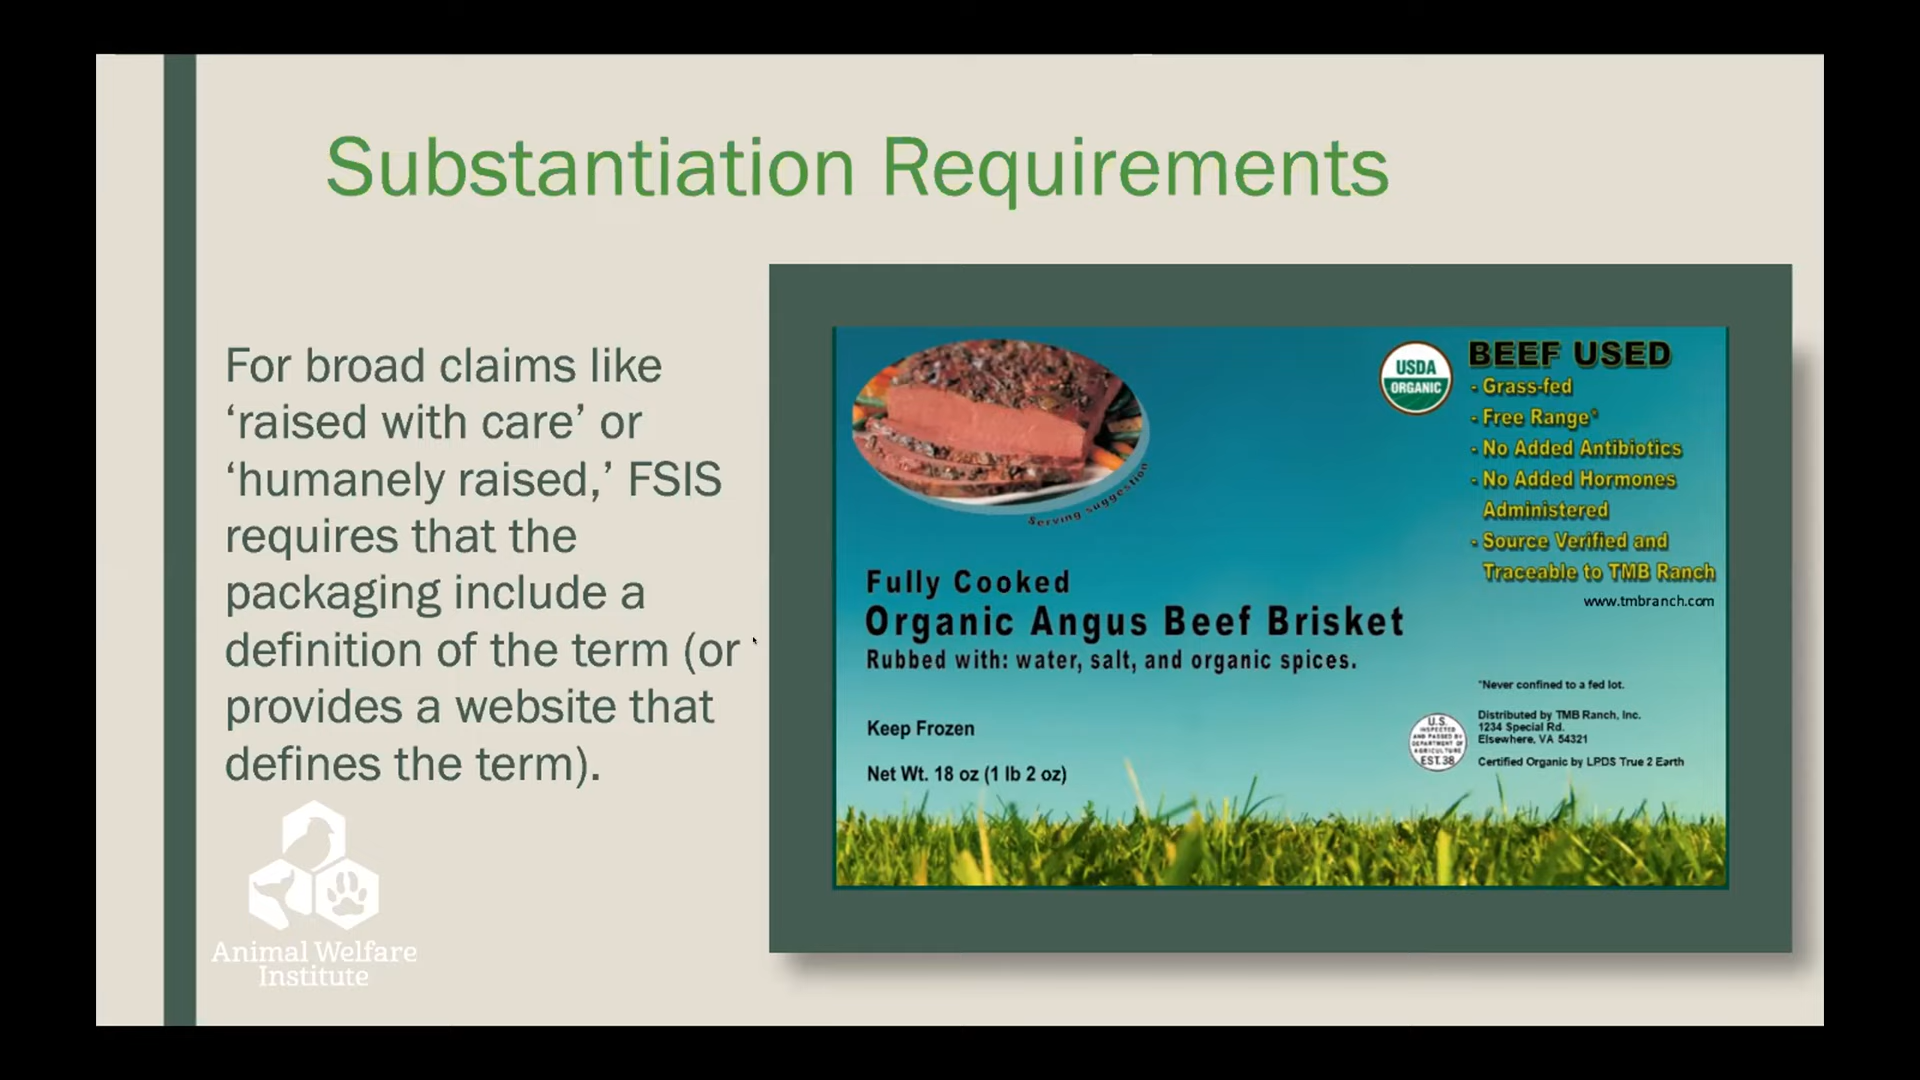 Substantiation Requirements
For broad claims like
‘raised with care’ or
‘humanely raised,’ FSIS
requires that the
packaging include a
definition of the term (or
provides a website that
defines the term).
Animal Welfare
Institute
Serving suggestion
USDA
ORGANIC
BEEF USED
- Grass-fed
- Free Range*
- No Added Antibiotics
- No Added Hormones
Administered
- Source Verified and
Traceable to TMB Ranch
www.tmbranch.com
Fully Cooked
Organic Angus Beef Brisket
Rubbed with: water, salt, and organic spices.
Keep Frozen
Net Wt. 18 oz (1 lb 2 oz)
*Never confined to a fed lot.
U.S.
INSPECTED
AND PASSED BY
DEPARTMENT OF
AGRICULTURE
EST.38
Distributed by TMB Ranch, Inc.
1234 Special Rd.
Elsewhere, VA 54321
Certified Organic by LPDS True 2 Earth